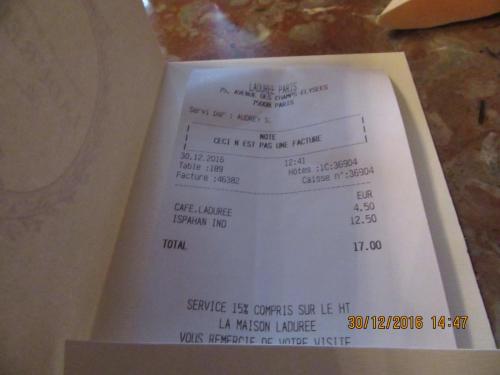 LADUREE PARIS
75, AVENUE DES CHAMPS-ELYSEES
75008 PARIS
Servi par : AUDREY S.
NOTE
CECI N EST PAS UNE FACTURE
30.12.2016 12:41
Table :109 Hôtes :1C:36904
Facture :46302 Caisse n°:36904
EUR
CAFE.LADUREE 4.50
ISPAHAN IND 12.50
TOTAL 17.00
SERVICE 15% COMPRIS SUR LE HT
LA MAISON LADUREE
VOUS REMERCIE DE VOTRE VISITE
30/12/2016 14:47